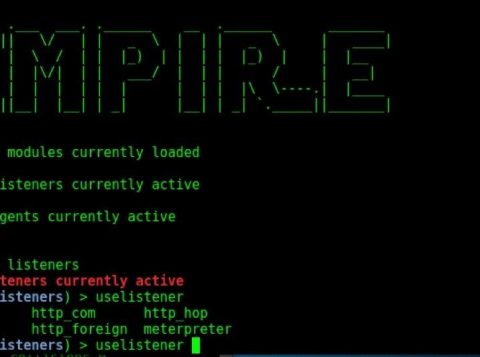 MPIRE
modules currently loaded
isteners currently active
gents currently active
listeners
teners currently active
isteners) > uselistener
http_com http_hop
http_foreign meterpreter
isteners) > uselistener